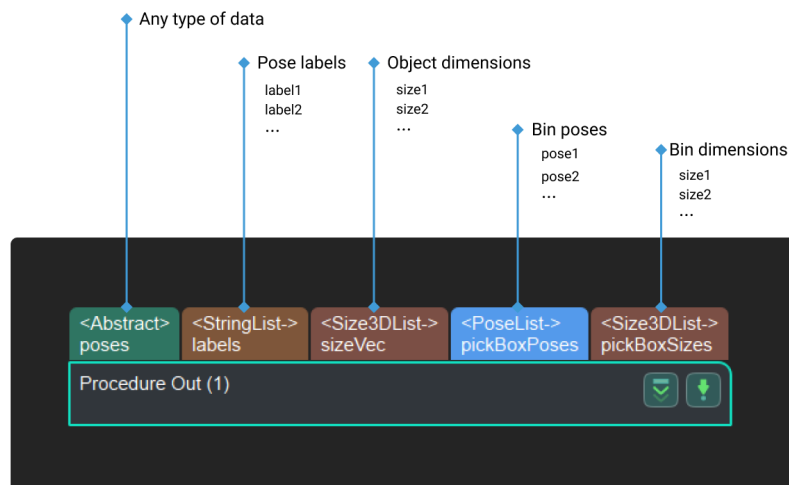 Any type of data
Pose labels
label1
label2
...
Object dimensions
size1
size2
...
Bin poses
pose1
pose2
...
Bin dimensions
size1
size2
...
<Abstract>
poses
<StringList->
labels
<Size3DList->
sizeVec
<PoseList->
pickBoxPoses
<Size3DList->
pickBoxSizes
Procedure Out (1)